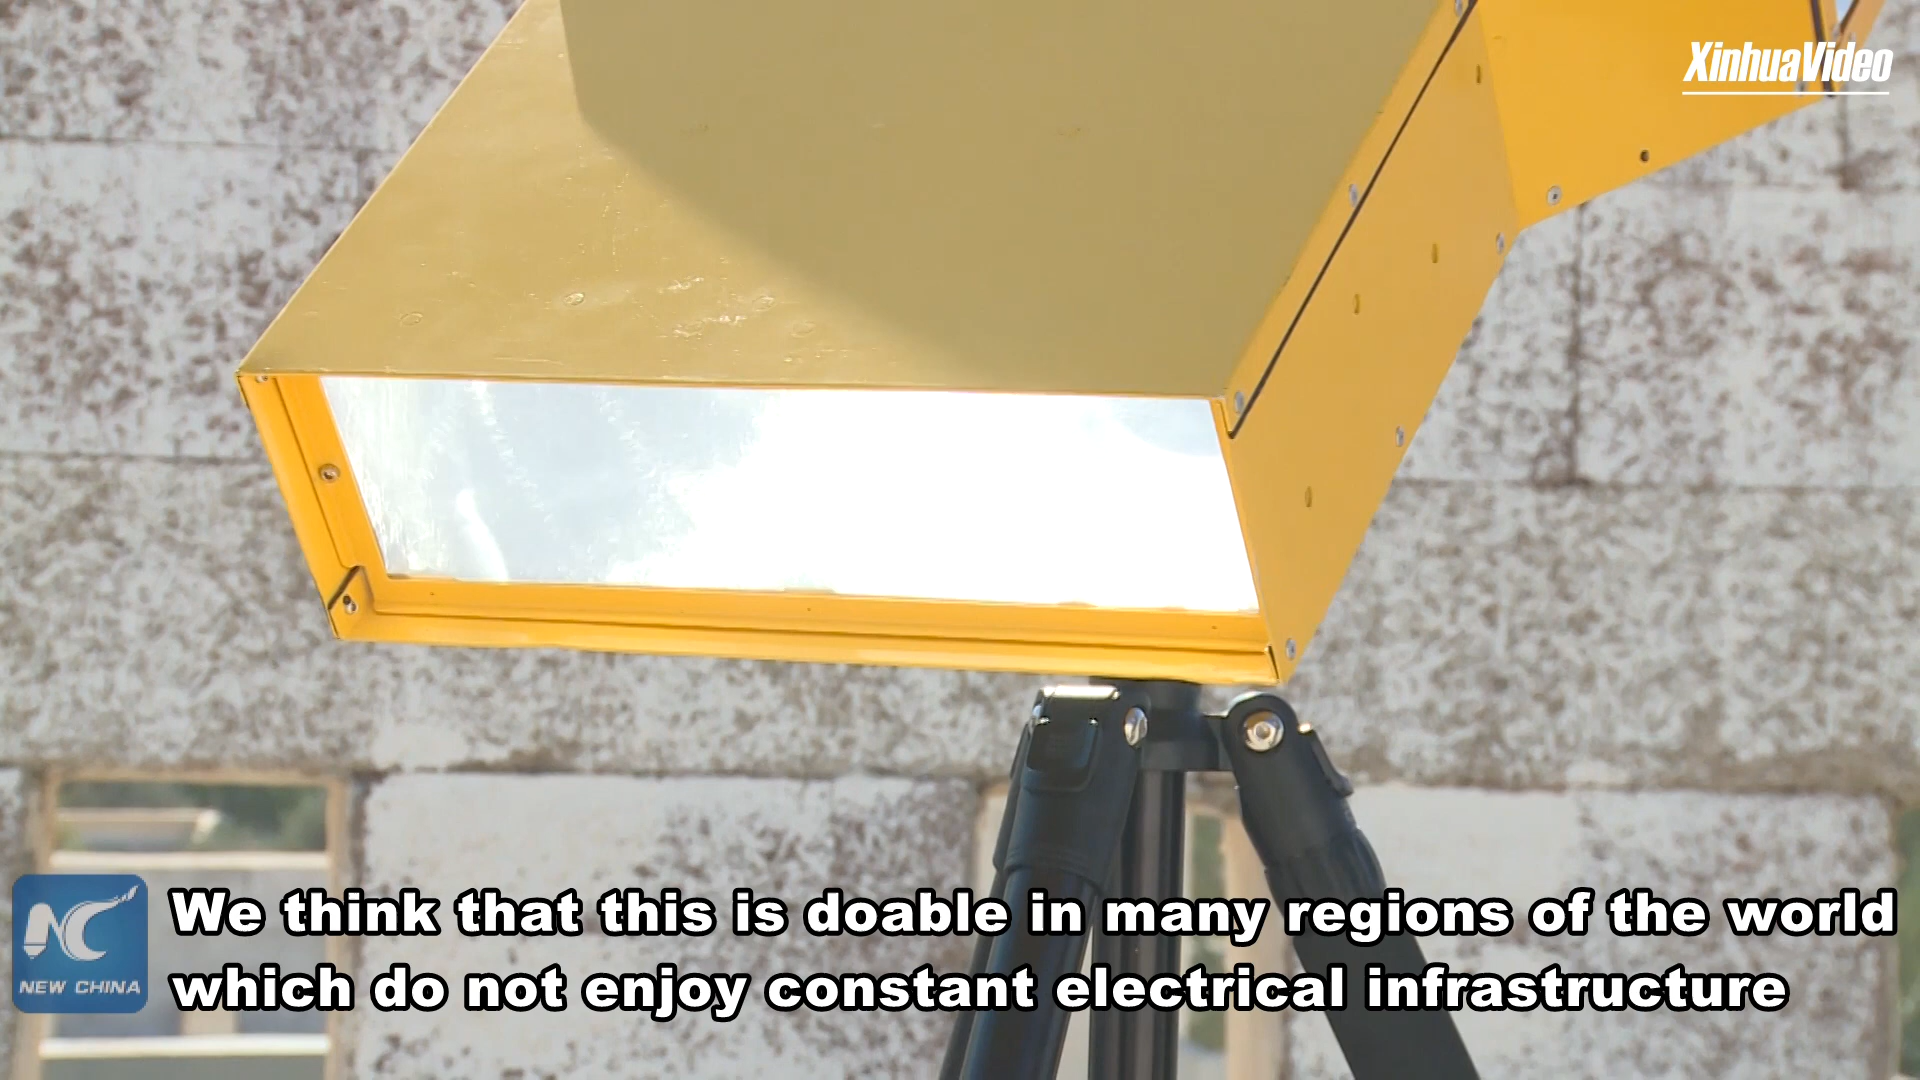 XinhuaVideo
We think that this is doable in many regions of the world
which do not enjoy constant electrical infrastructure
NC
NEW CHINA